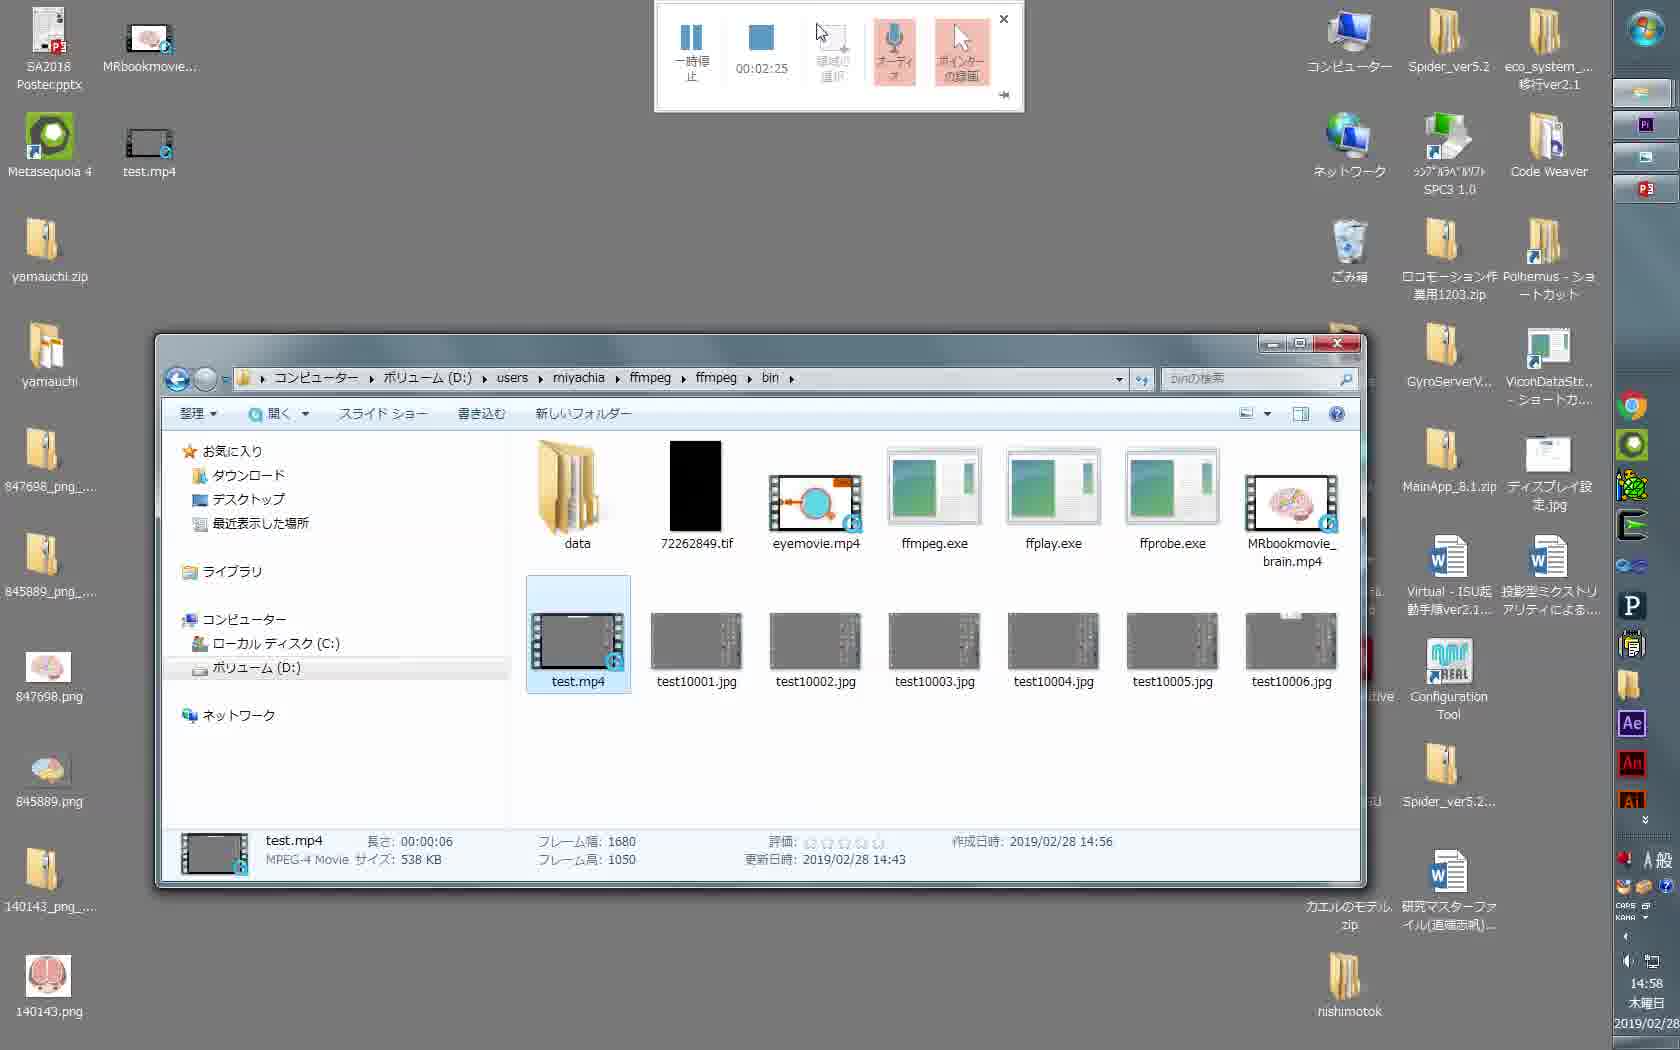 一時停
止
00:02:25
領域の
選択
オーディ
オ
ポインター
の録画
SA2018
Poster.pptx
MRbookmovie...
Metasequoia 4
test.mp4
yamauchi.zip
yamauchi
847698_png_....
845889_png_....
847698.png
845889.png
140143_png_....
140143.png
コンピューター
Spider_ver5.2
eco_system_...
移行ver2.1
ネットワーク
ｼﾝﾌﾟﾙﾗﾍﾞﾙｿﾌﾄ
SPC3 1.0
Code Weaver
ごみ箱
ロコモーション作
業用1203.zip
Polhemus - ショ
ートカット
GyroServerV...
ViconDataStr...
- ショートカ...
MainApp_8.1.zip
ディスプレイ設
定.jpg
Virtual - ISU起
動手順ver2.1...
投影型ミクストリ
アリティによる...
Configuration
Tool
Spider_ver5.2...
カエルのモデル.
zip
研究マスターファ
イル(道端志帆)...
nishimotok
コンピューター
ボリューム (D:)
users
miyachia
ffmpeg
ffmpeg
bin
binの検索
整理
開く
スライド ショー
書き込む
新しいフォルダー
お気に入り
ダウンロード
デスクトップ
最近表示した場所
ライブラリ
コンピューター
ローカル ディスク (C:)
ボリューム (D:)
ネットワーク
data
72262849.tif
eyemovie.mp4
ffmpeg.exe
ffplay.exe
ffprobe.exe
MRbookmovie_
brain.mp4
test.mp4
test10001.jpg
test10002.jpg
test10003.jpg
test10004.jpg
test10005.jpg
test10006.jpg
test.mp4
長さ: 00:00:06
フレーム幅: 1680
評価:
作成日時: 2019/02/28 14:56
MPEG-4 Movie
サイズ: 538 KB
フレーム高: 1050
更新日時: 2019/02/28 14:43
Ae
An
Ai
A 般
CAPS
KANA
14:58
木曜日
2019/02/28